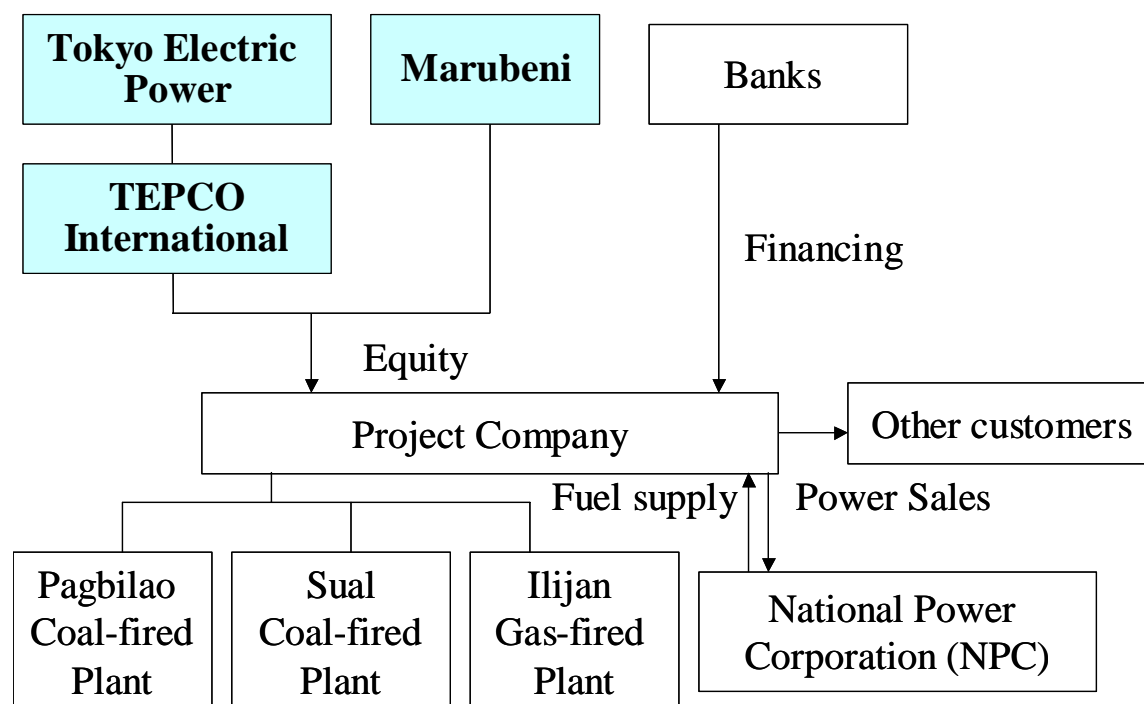 Tokyo Electric
Power
Marubeni
Banks
TEPCO
International
Financing
Equity
Project Company
Other customers
Fuel supply
Power Sales
Pagbilao
Coal-fired
Plant
Sual
Coal-fired
Plant
Ilijan
Gas-fired
Plant
National Power
Corporation (NPC)